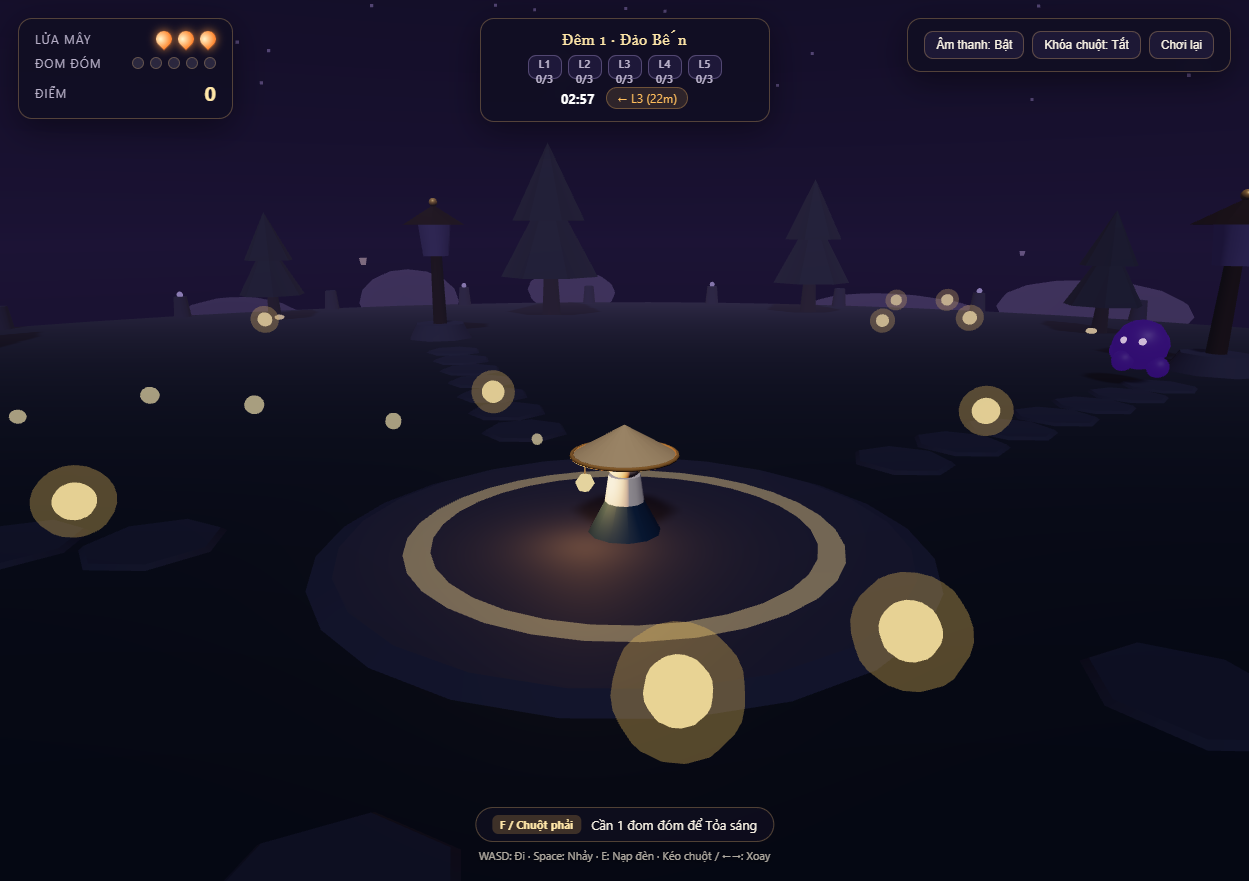 LỬA MÂY
ĐOM ĐÓM
ĐIỂM 0
Đêm 1 · Đảo Bến
L1 L2 L3 L4 L5
0/3 0/3 0/3 0/3 0/3
02:57 ← L3 (22m)
Âm thanh: Bật Khóa chuột: Tắt Chơi lại
F / Chuột phải Cần 1 đom đóm để Tỏa sáng
WASD: Đi · Space: Nhảy · E: Nạp đèn · Kéo chuột / ←→: Xoay